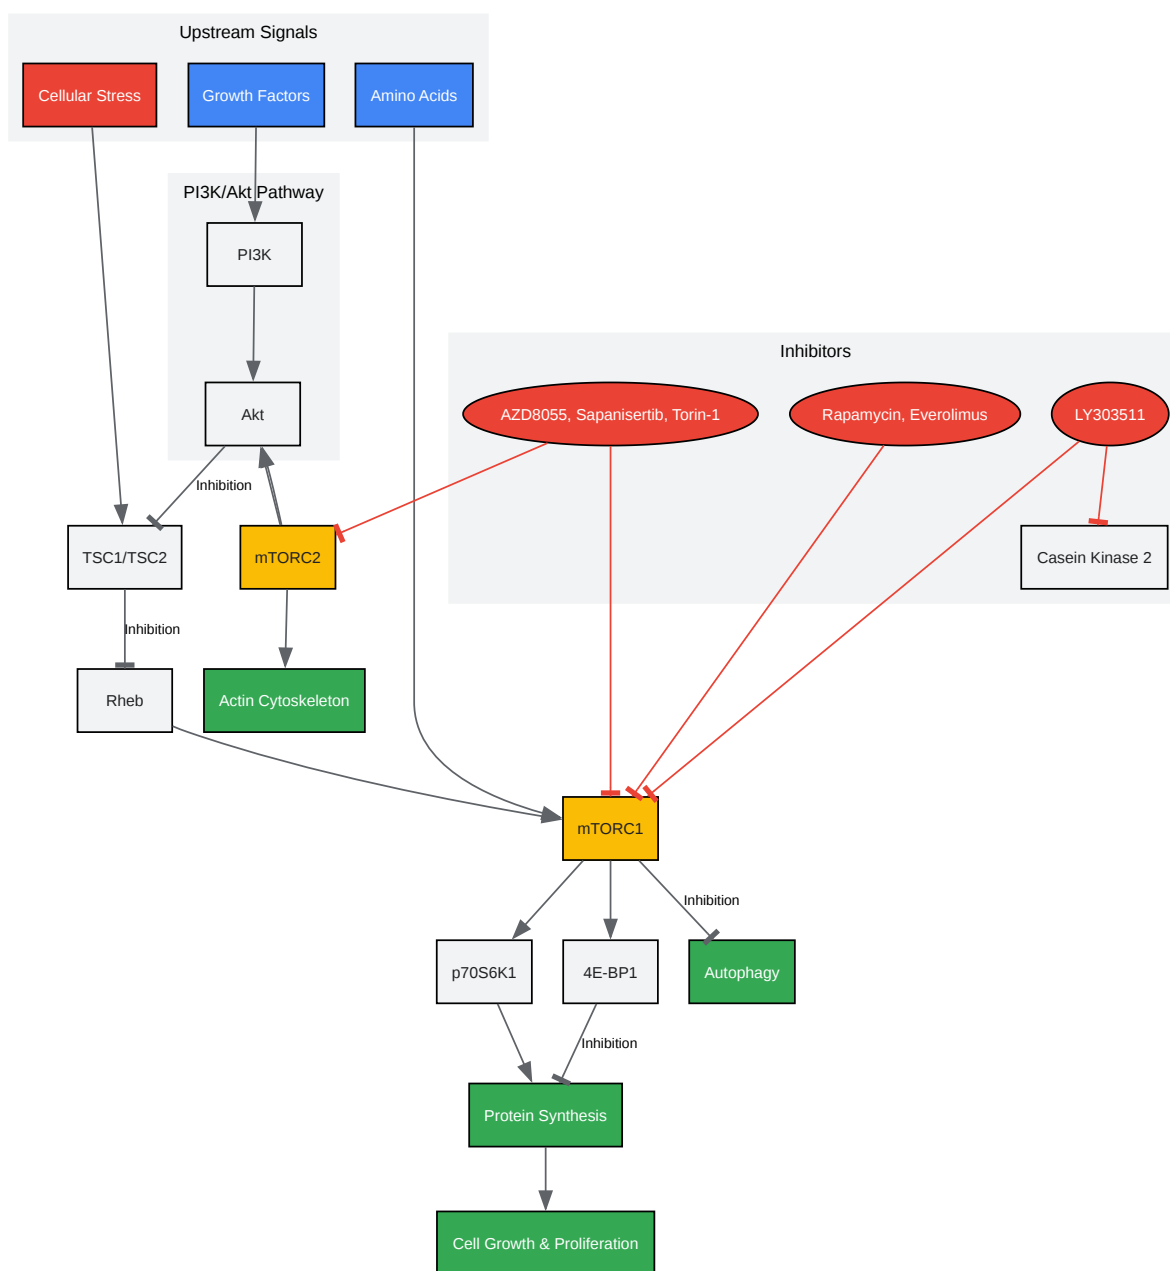 Upstream Signals
Cellular Stress
Growth Factors
Amino Acids
PI3K/Akt Pathway
PI3K
Inhibitors
Akt
AZD8055, Sapanisertib, Torin-1
Rapamycin, Everolimus
LY303511
Inhibition
TSC1/TSC2
mTORC2
Casein Kinase 2
Inhibition
Rheb
Actin Cytoskeleton
mTORC1
Inhibition
p70S6K1
4E-BP1
Autophagy
Inhibition
Protein Synthesis
Cell Growth & Proliferation